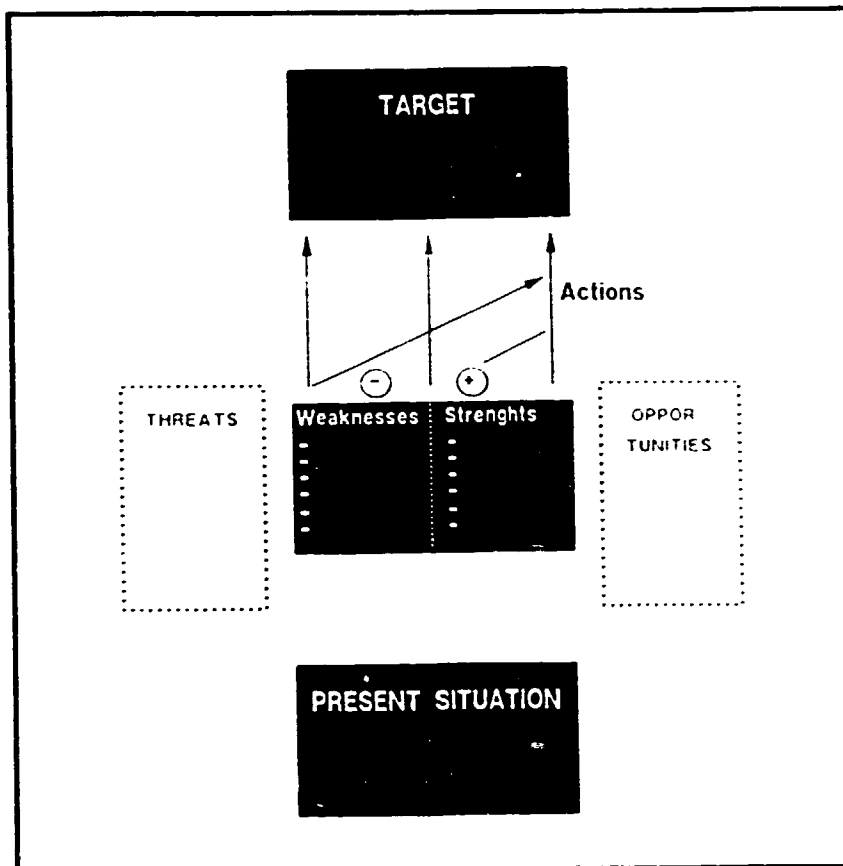 TARGET
Actions
-
+
THREATS
Weaknesses
Strenghts
OPPOR
TUNITIES
-
-
-
-
-
-
-
-
-
-
-
-
PRESENT SITUATION